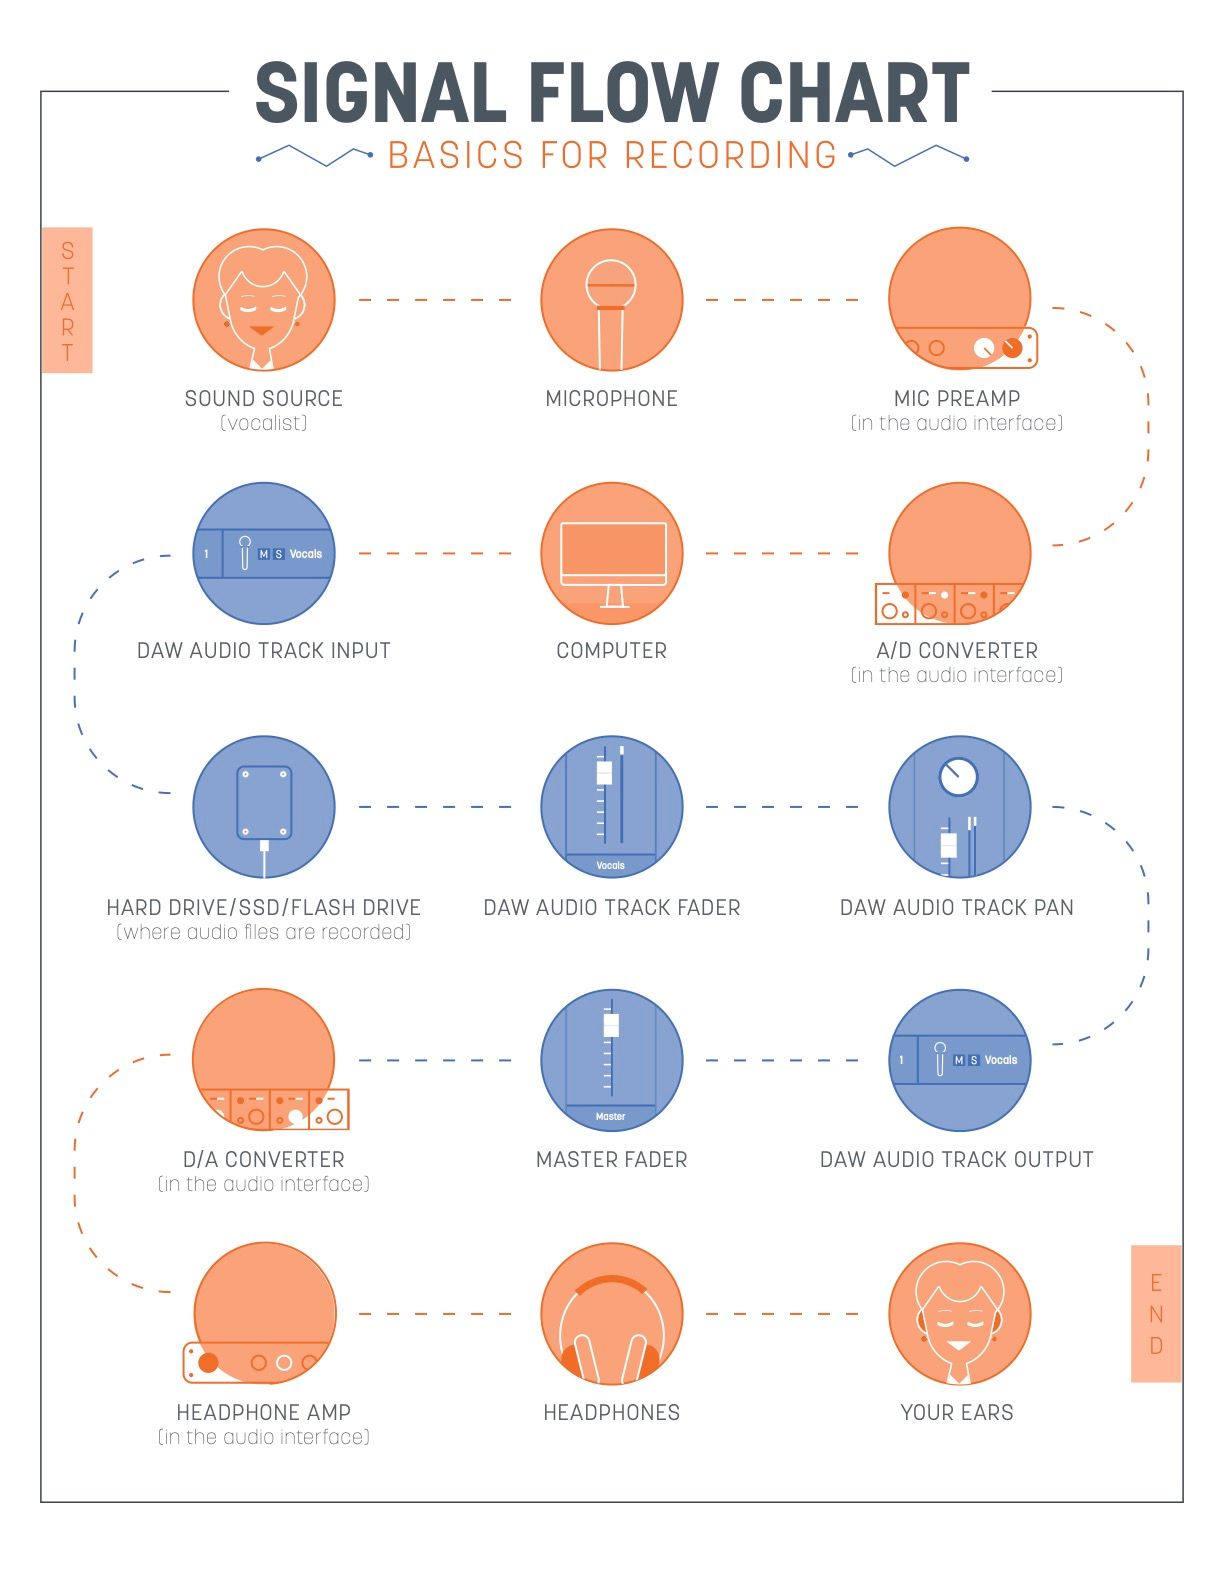 SIGNAL FLOW CHART
BASICS FOR RECORDING
START
SOUND SOURCE
(vocalist)
MICROPHONE
MIC PREAMP
(in the audio interface)
1 M S Vocals
DAW AUDIO TRACK INPUT
COMPUTER
A/D CONVERTER
(in the audio interface)
HARD DRIVE/SSD/FLASH DRIVE
(where audio files are recorded)
Vocals
DAW AUDIO TRACK FADER
DAW AUDIO TRACK PAN
D/A CONVERTER
(in the audio interface)
Master
MASTER FADER
1 M S Vocals
DAW AUDIO TRACK OUTPUT
HEADPHONE AMP
(in the audio interface)
HEADPHONES
YOUR EARS
END